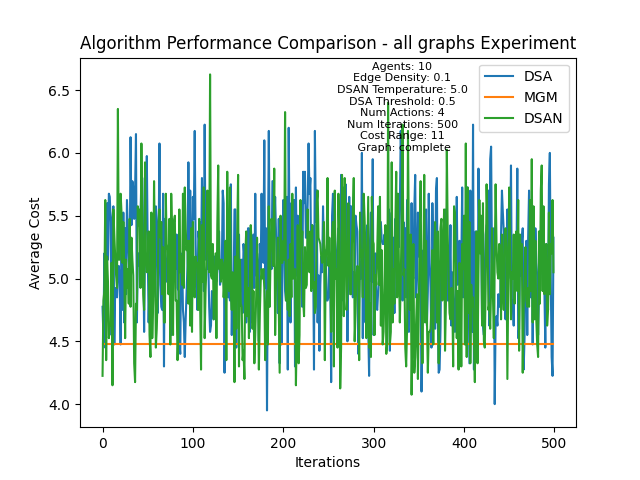 Algorithm Performance Comparison - all graphs Experiment
Agents: 10
Edge Density: 0.1
DSAN Temperature: 5.0
DSA Threshold: 0.5
Num Actions: 4
Num Iterations: 500
Cost Range: 11
Graph: complete
DSA
MGM
DSAN
Average Cost
6.5
6.0
5.5
5.0
4.5
4.0
0
100
200
300
400
500
Iterations